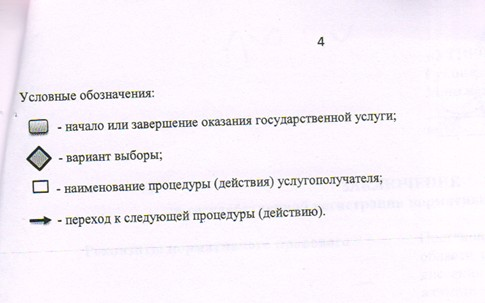 4
Условные обозначения:
- начало или завершение оказания государственной услуги;
- вариант выборы;
- наименование процедуры (действия) услугополучателя;
- переход к следующей процедуры (действию).